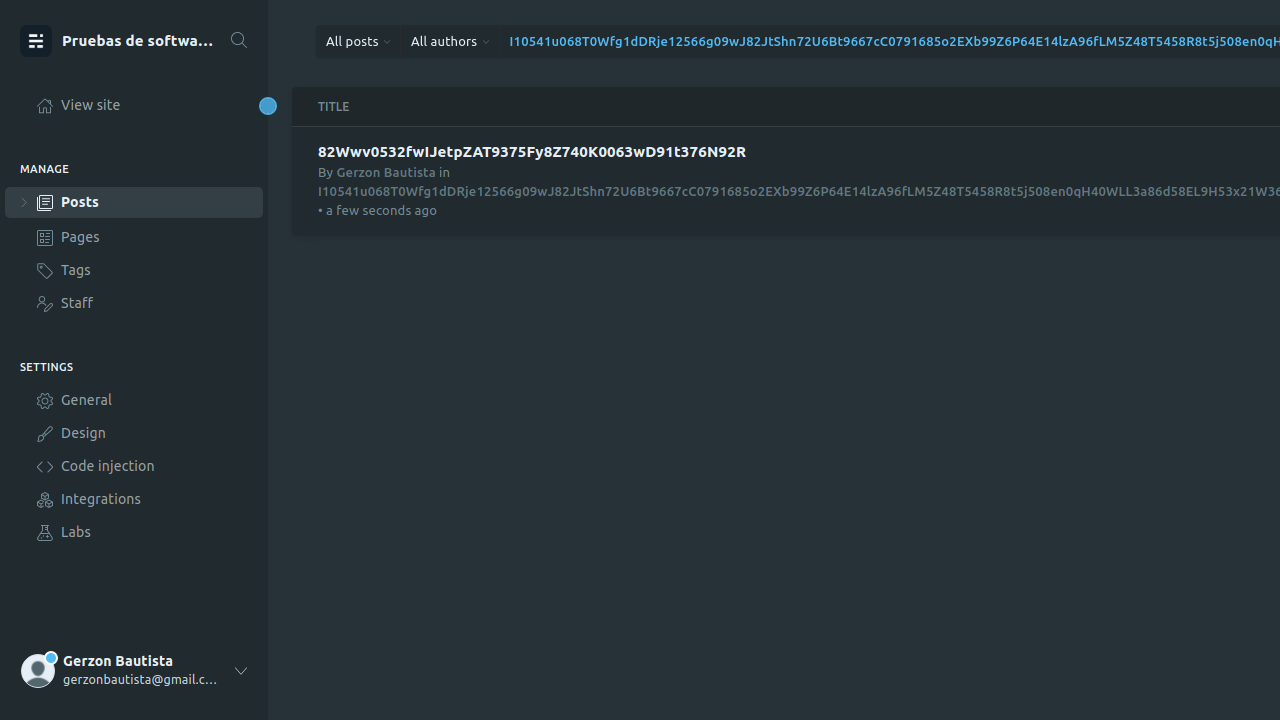 Pruebas de softwa...
View site
MANAGE
Posts
Pages
Tags
Staff
SETTINGS
General
Design
Code injection
Integrations
Labs
Gerzon Bautista
gerzonbautista@gmail.c...
All posts
All authors
I10541u068T0Wfg1dDRje12566g09wJ82JtShn72U6Bt9667cC0791685o2EXb99Z6P64E14lzA96fLM5Z48T5458R8t5j508en0qH
TITLE
82Wwv0532fwIJetpZAT9375Fy8Z740K0063wD91t376N92R
By Gerzon Bautista in
I10541u068T0Wfg1dDRje12566g09wJ82JtShn72U6Bt9667cC0791685o2EXb99Z6P64E14lzA96fLM5Z48T5458R8t5j508en0qH40WLL3a86d58EL9H53x21W36
• a few seconds ago